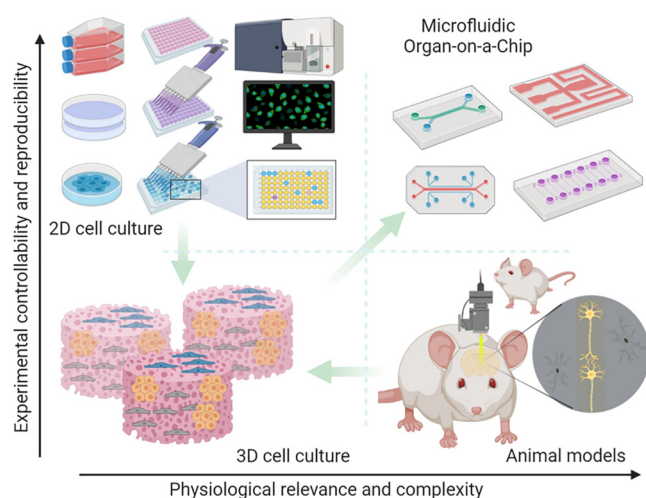 Experimental controllability and reproducibility
Microfluidic
Organ-on-a-Chip
2D cell culture
3D cell culture
Animal models
Physiological relevance and complexity